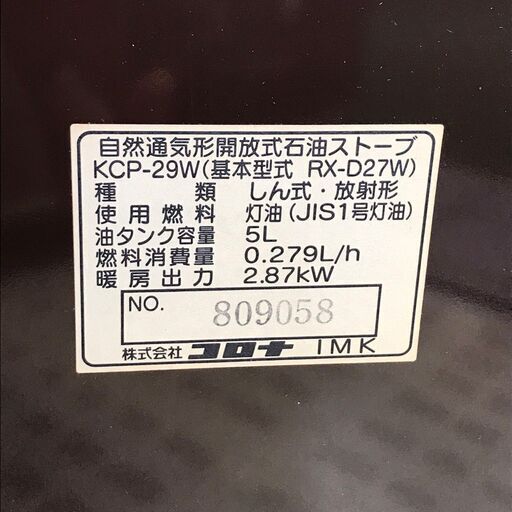 自然通気形開放式石油ストーブ
KCP-29W(基本型式 RX-D27W)
種類 しん式・放射形
使用燃料 灯油(JIS1号灯油)
油タンク容量 5L
燃料消費量 0.279L/h
暖房出力 2.87kW
NO. 809058
株式会社 コロナ IMK